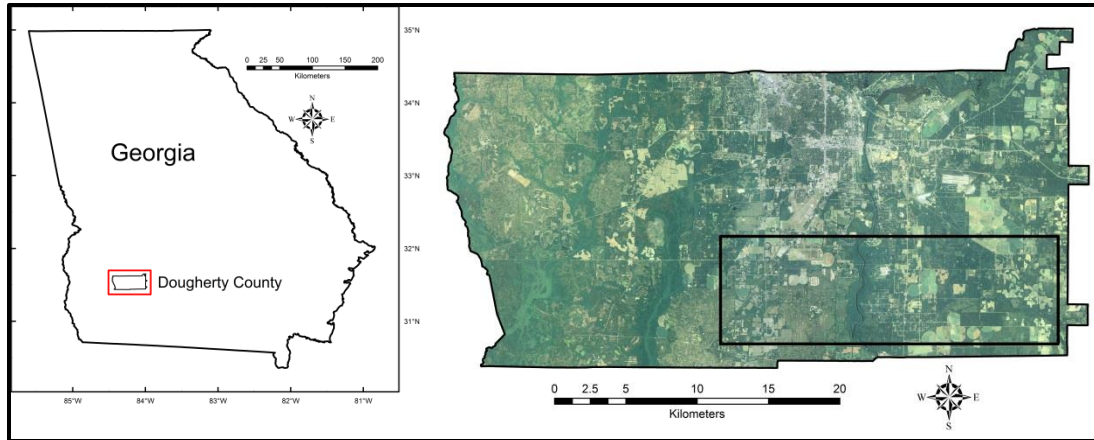 0 25 50 100 150 200
Kilometers
N
W E
S
Georgia
Dougherty County
35°N
34°N
33°N
32°N
31°N
85°W 84°W 83°W 82°W 81°W
0 2.5 5 10 15 20
Kilometers
N
W E
S